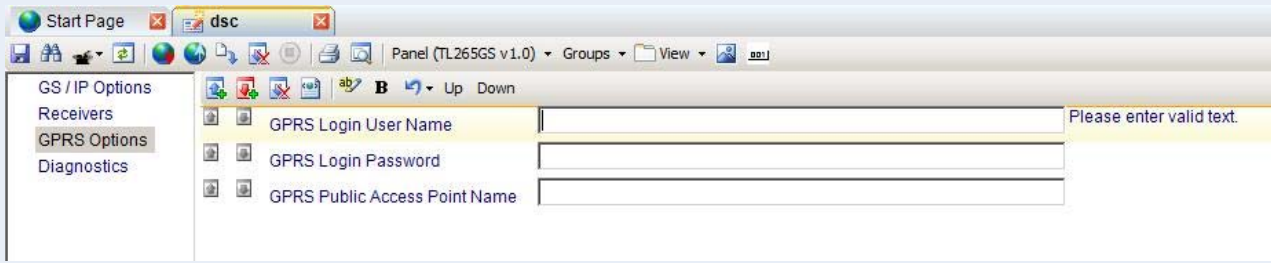 Start Page dsc
Panel (TL265GS v1.0) Groups View
GS / IP Options
Receivers
GPRS Options
Diagnostics
B Up Down
GPRS Login User Name Please enter valid text.
GPRS Login Password
GPRS Public Access Point Name